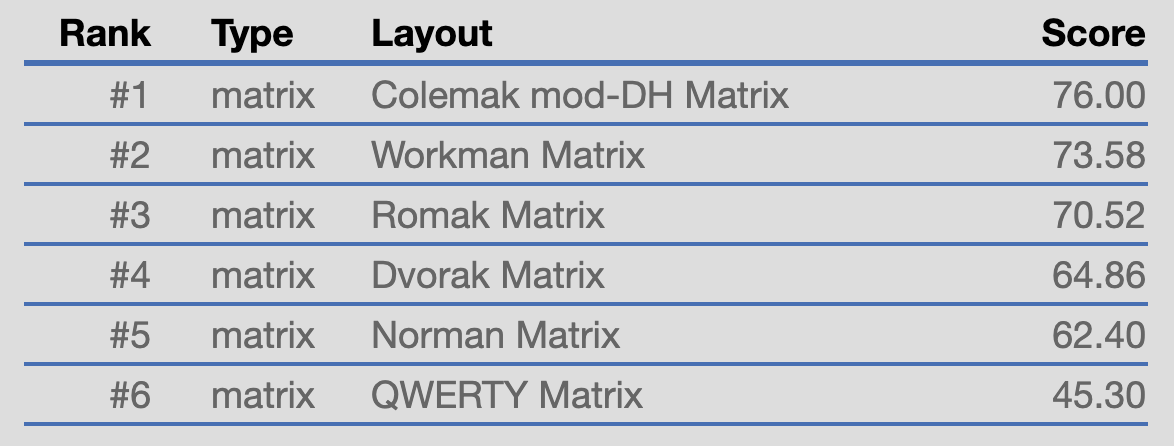 Rank Type Layout Score
#1 matrix Colemak mod-DH Matrix 76.00
#2 matrix Workman Matrix 73.58
#3 matrix Romak Matrix 70.52
#4 matrix Dvorak Matrix 64.86
#5 matrix Norman Matrix 62.40
#6 matrix QWERTY Matrix 45.30